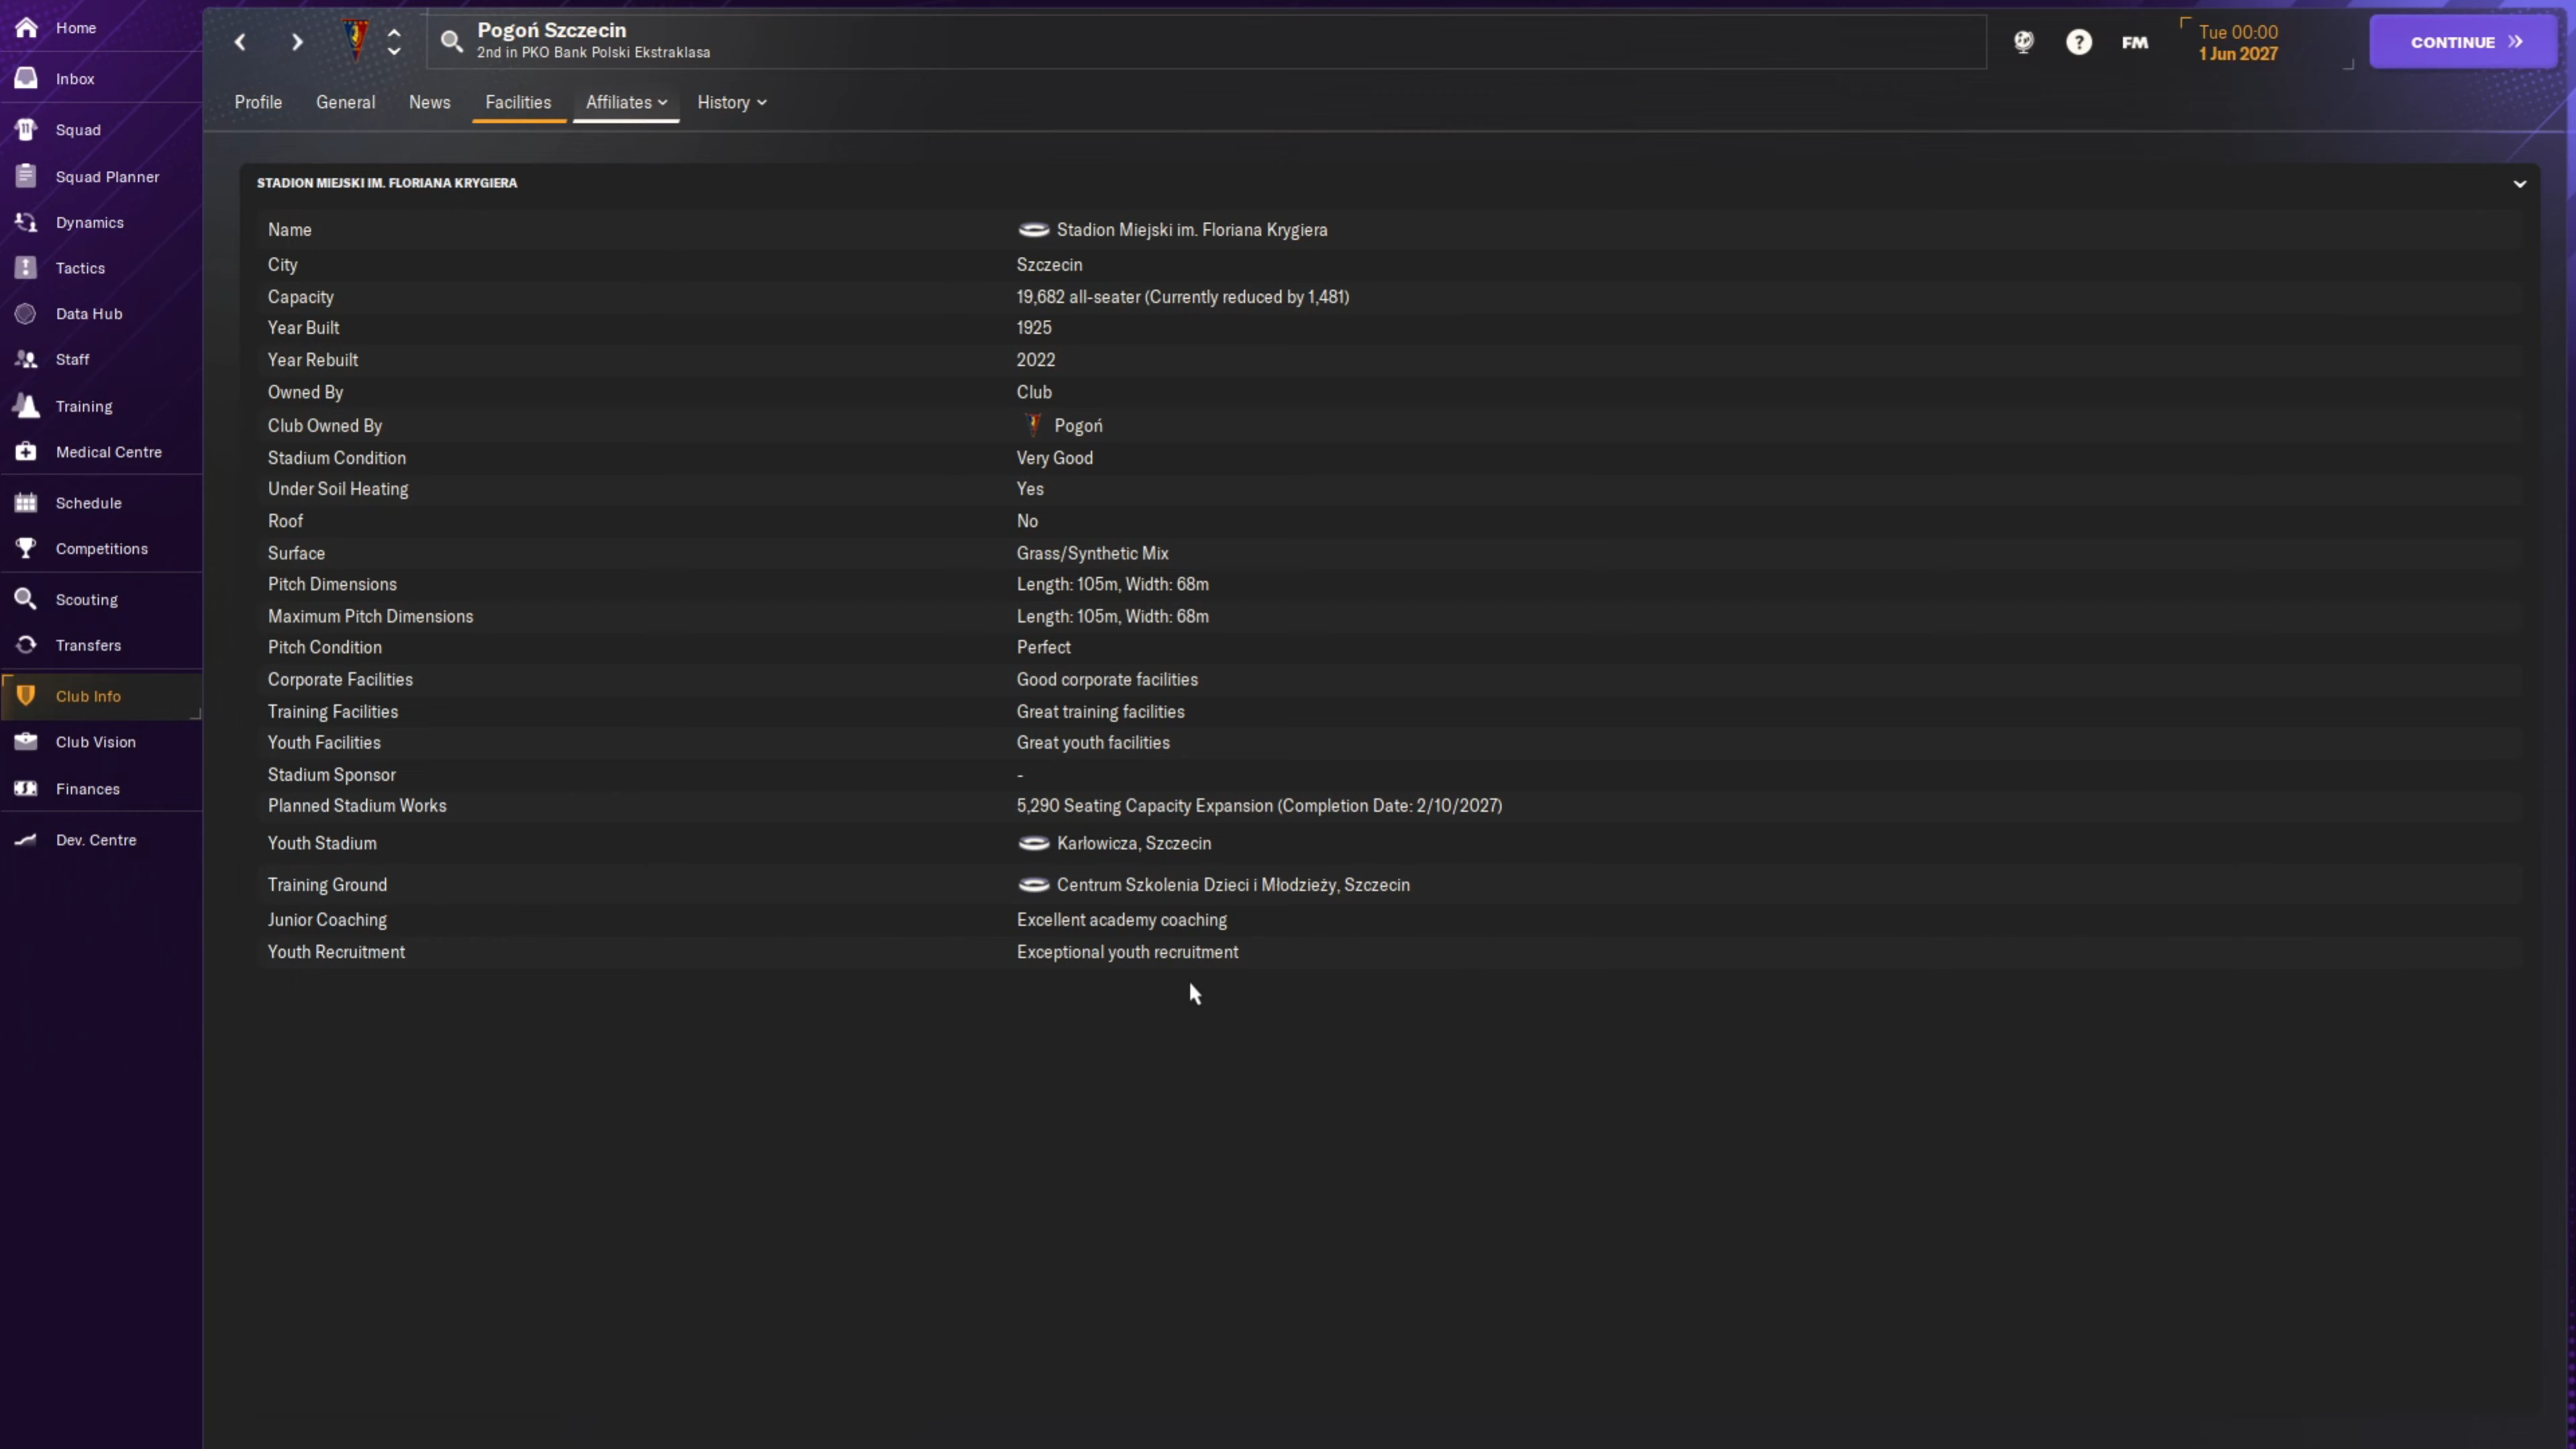 Home
Inbox
Squad
Squad Planner
Dynamics
Tactics
Data Hub
Staff
Training
Medical Centre
Schedule
Competitions
Scouting
Transfers
Club Info
Club Vision
Finances
Dev. Centre
Pogoń Szczecin
2nd in PKO Bank Polski Ekstraklasa
?
FM
Tue 00:00
1 Jun 2027
CONTINUE
Profile General News Facilities Affiliates History
STADION MIEJSKI IM. FLORIANA KRYGIERA
Name Stadion Miejski im. Floriana Krygiera
City Szczecin
Capacity 19,682 all-seater (Currently reduced by 1,481)
Year Built 1925
Year Rebuilt 2022
Owned By Club
Club Owned By Pogoń
Stadium Condition Very Good
Under Soil Heating Yes
Roof No
Surface Grass/Synthetic Mix
Pitch Dimensions Length: 105m, Width: 68m
Maximum Pitch Dimensions Length: 105m, Width: 68m
Pitch Condition Perfect
Corporate Facilities Good corporate facilities
Training Facilities Great training facilities
Youth Facilities Great youth facilities
Stadium Sponsor -
Planned Stadium Works 5,290 Seating Capacity Expansion (Completion Date: 2/10/2027)
Youth Stadium Karłowicza, Szczecin
Training Ground Centrum Szkolenia Dzieci i Młodzieży, Szczecin
Junior Coaching Excellent academy coaching
Youth Recruitment Exceptional youth recruitment